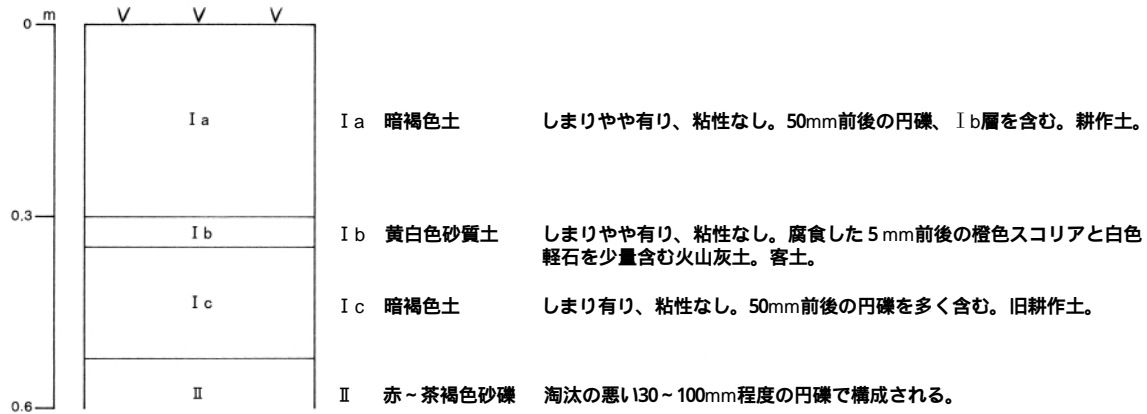 m
0
Ⅰa
Ⅰa 暗褐色土 しまりやや有り、粘性なし。50mm前後の円礫、Ⅰb層を含む。耕作土。
0.3
Ⅰb
Ⅰb 黄白色砂質土 しまりやや有り、粘性なし。腐食した5mm前後の橙色スコリアと白色
軽石を少量含む火山灰土。客土。
Ⅰc
Ⅰc 暗褐色土 しまり有り、粘性なし。50mm前後の円礫を多く含む。旧耕作土。
Ⅱ
Ⅱ 赤~茶褐色砂礫 淘汰の悪い30~100mm程度の円礫で構成される。
0.6